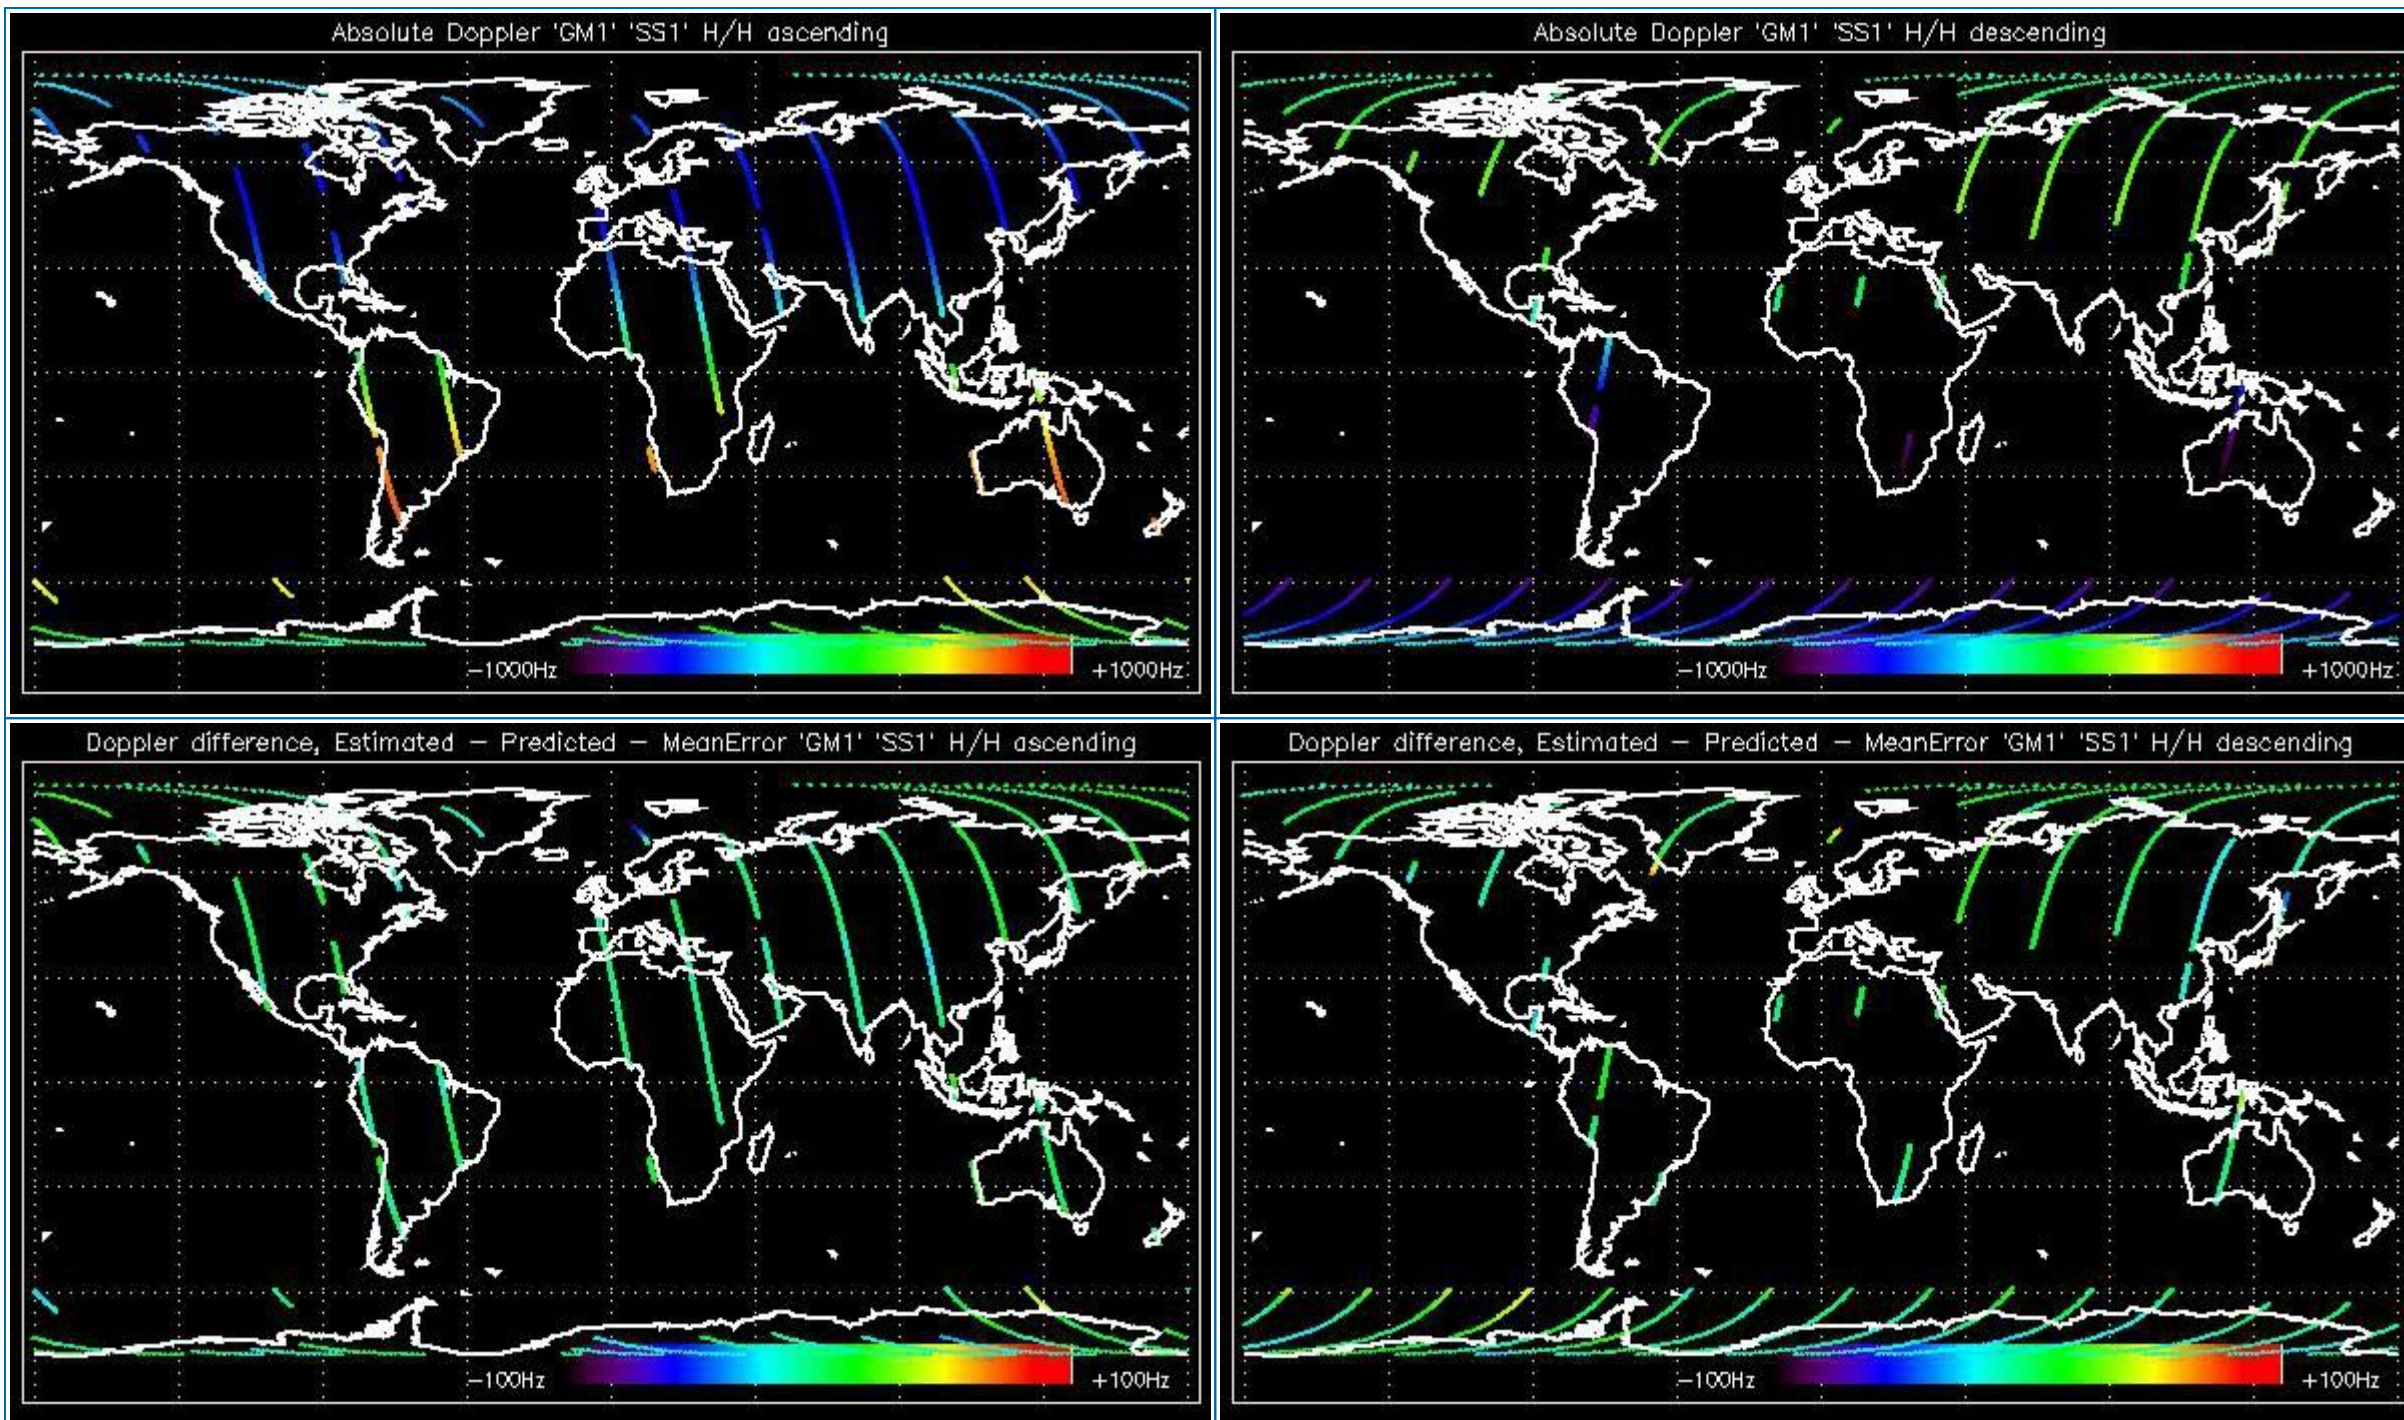 Absolute Doppler 'GM1' 'SS1' H/H ascending
-1000Hz +1000Hz
Absolute Doppler 'GM1' 'SS1' H/H descending
-1000Hz +1000Hz
Doppler difference, Estimated - Predicted - MeanError 'GM1' 'SS1' H/H ascending
-100Hz +100Hz
Doppler difference, Estimated - Predicted - MeanError 'GM1' 'SS1' H/H descending
-100Hz +100Hz